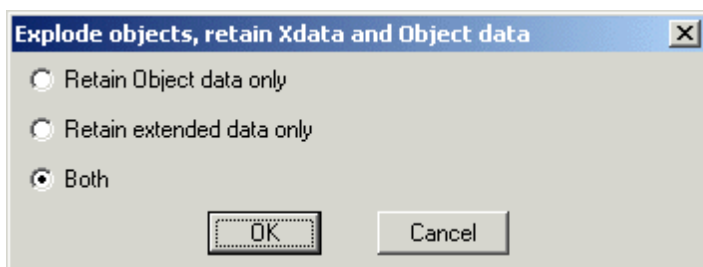 Explode objects, retain Xdata and Object data
Retain Object data only
Retain extended data only
Both
OK Cancel